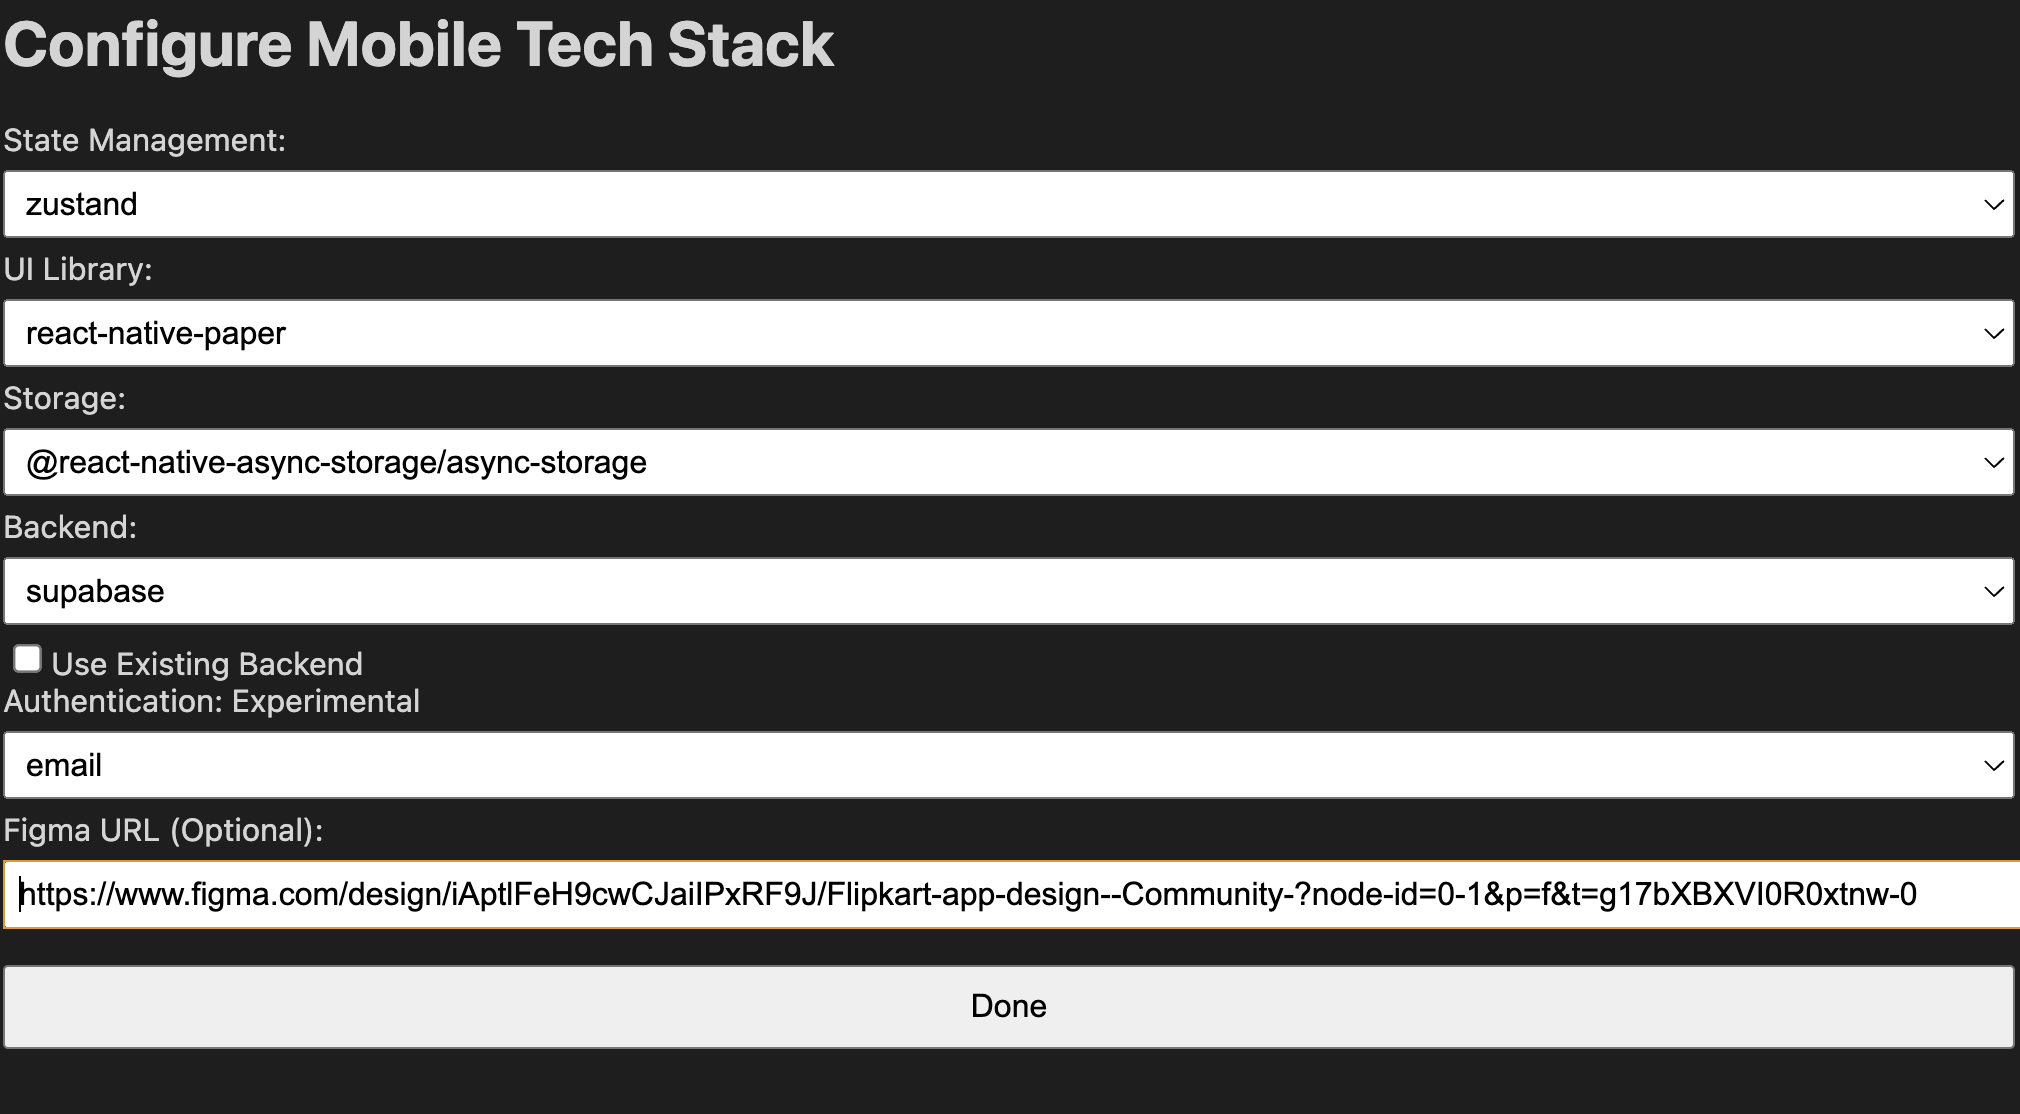 Configure Mobile Tech Stack
State Management:
zustand
UI Library:
react-native-paper
Storage:
@react-native-async-storage/async-storage
Backend:
supabase
Use Existing Backend
Authentication: Experimental
email
Figma URL (Optional):
https://www.figma.com/design/iAptlFeH9cwCJaiIPxRF9J/Flipkart-app-design--Community-?node-id=0-1&p=f&t=g17bXBXVI0R0xtnw-0
Done